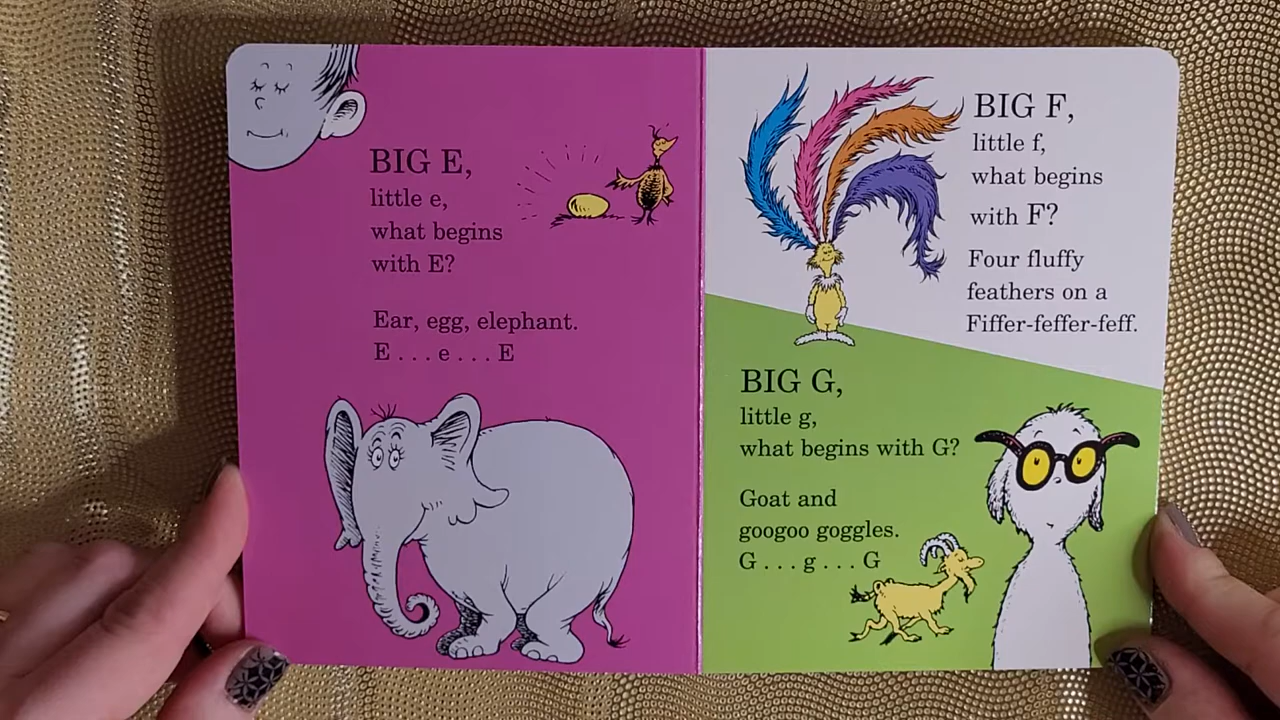 BIG E,
little e,
what begins
with E?
Ear, egg, elephant.
E . . . e . . . E
BIG F,
little f,
what begins
with F?
Four fluffy
feathers on a
Fiffer-feffer-feff.
BIG G,
little g,
what begins with G?
Goat and
googoo goggles.
G . . . g . . . G